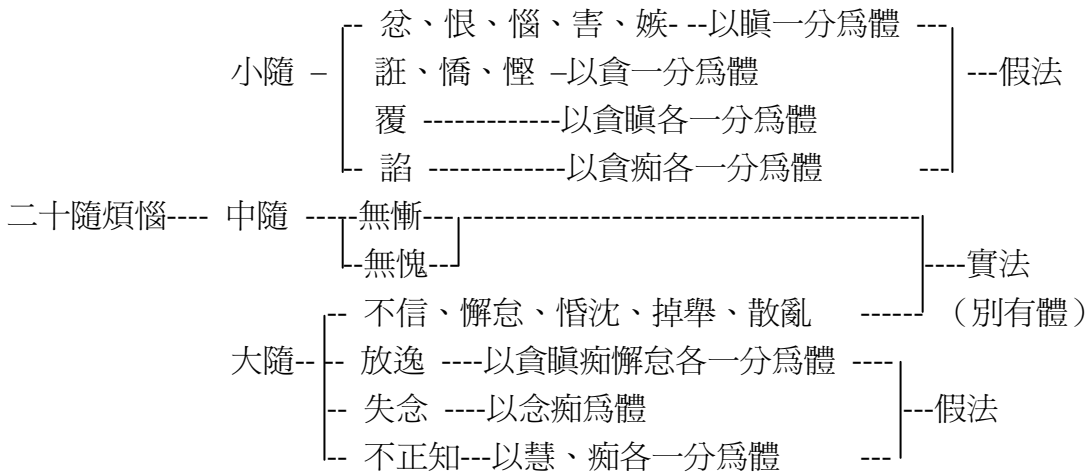 忿、恨、惱、害、嫉- --以瞋一分爲體 ---
小隨 – 誑、憍、慳 –以貪一分爲體 ---假法
覆 -------------以貪瞋各一分爲體
諂 -------------以貪痴各一分爲體 ---
二十隨煩惱---- 中隨 ----無慚-----------------------------------------
無愧--- ----實法
不信、懈怠、惛沈、掉舉、散亂 ------ （別有體）
大隨-- 放逸 ----以貪瞋痴懈怠各一分爲體 ----
失念 ----以念痴爲體 ---假法
不正知---以慧、痴各一分爲體 ---